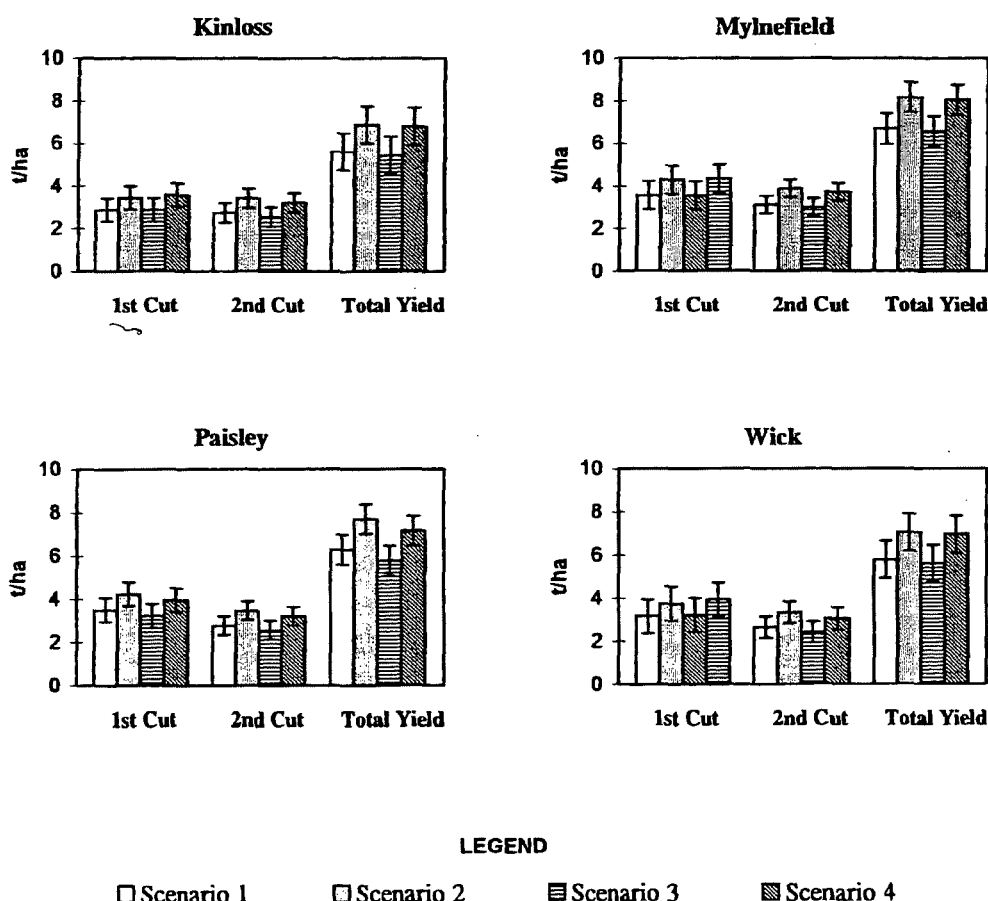 Kinloss
10
8
6
4
2
0
t/ha
1st Cut 2nd Cut Total Yield
Mylnefield
10
8
6
4
2
0
t/ha
1st Cut 2nd Cut Total Yield
Paisley
10
8
6
4
2
0
t/ha
1st Cut 2nd Cut Total Yield
Wick
10
8
6
4
2
0
t/ha
1st Cut 2nd Cut Total Yield
LEGEND
Scenario 1 Scenario 2 Scenario 3 Scenario 4